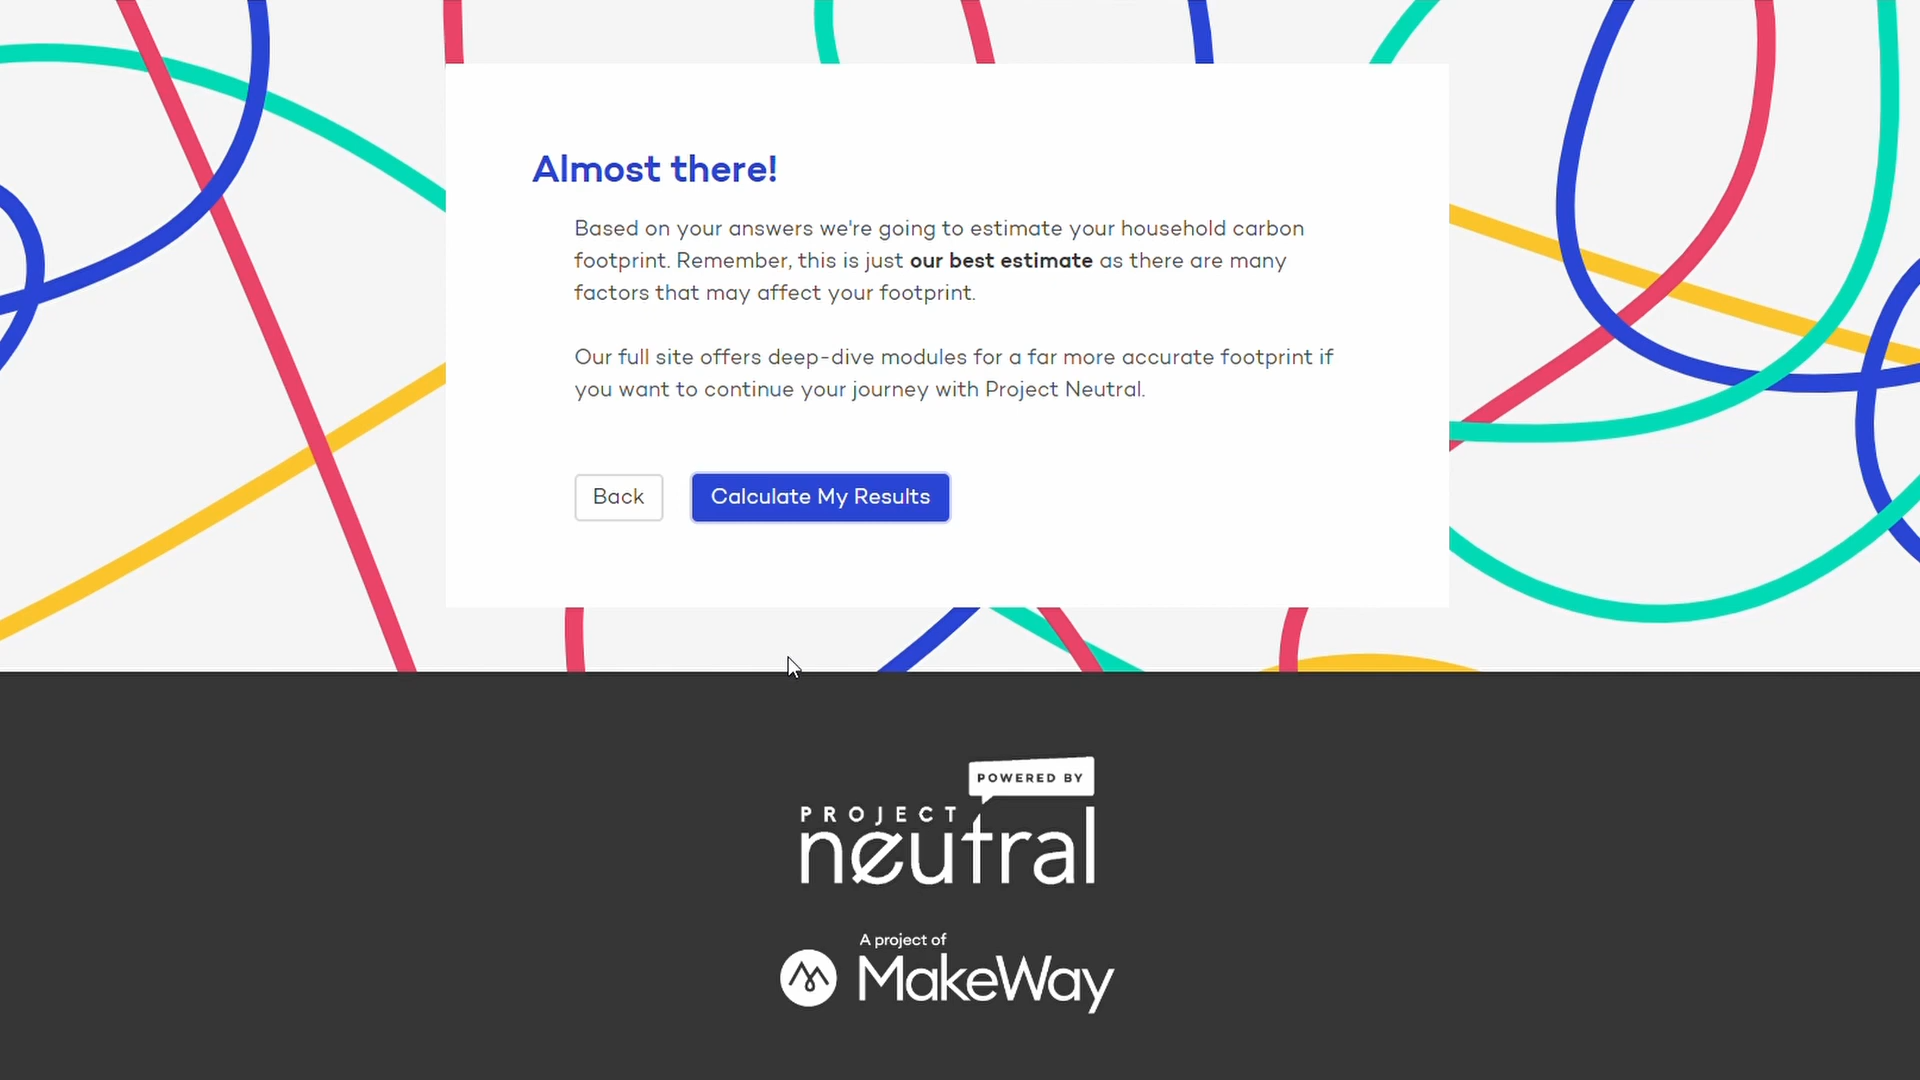 Almost there!
Based on your answers we're going to estimate your household carbon
footprint. Remember, this is just our best estimate as there are many
factors that may affect your footprint.
Our full site offers deep-dive modules for a far more accurate footprint if
you want to continue your journey with Project Neutral.
Back
Calculate My Results
POWERED BY
PROJECT
neutral
A project of
MakeWay